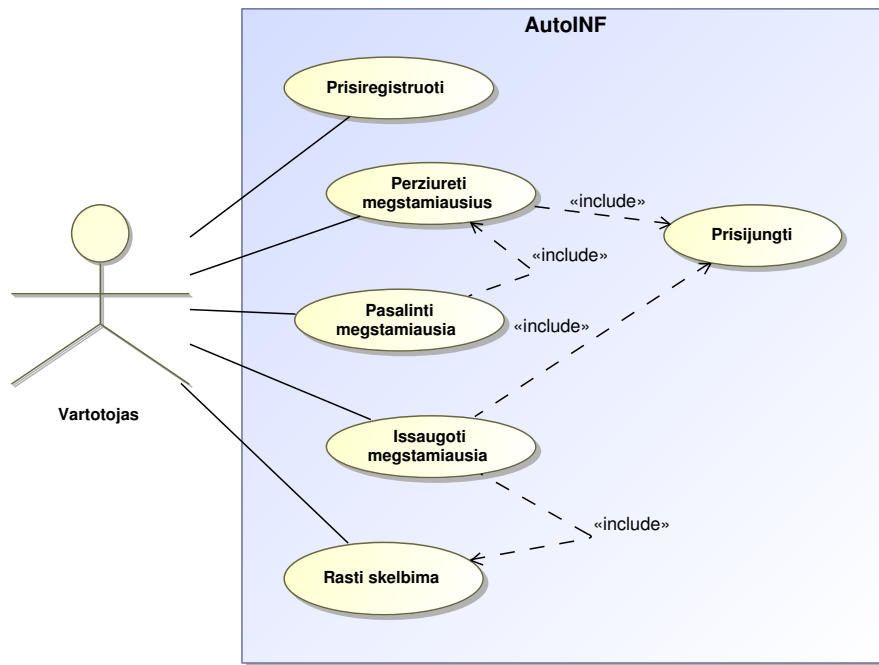 AutoINF
Prisiregistruoti
Perziureti
megstamiausius
«include»
Prisijungti
«include»
Pasalinti
megstamiausia
«include»
Vartotojas
Issaugoti
megstamiausia
«include»
Rasti skelbima